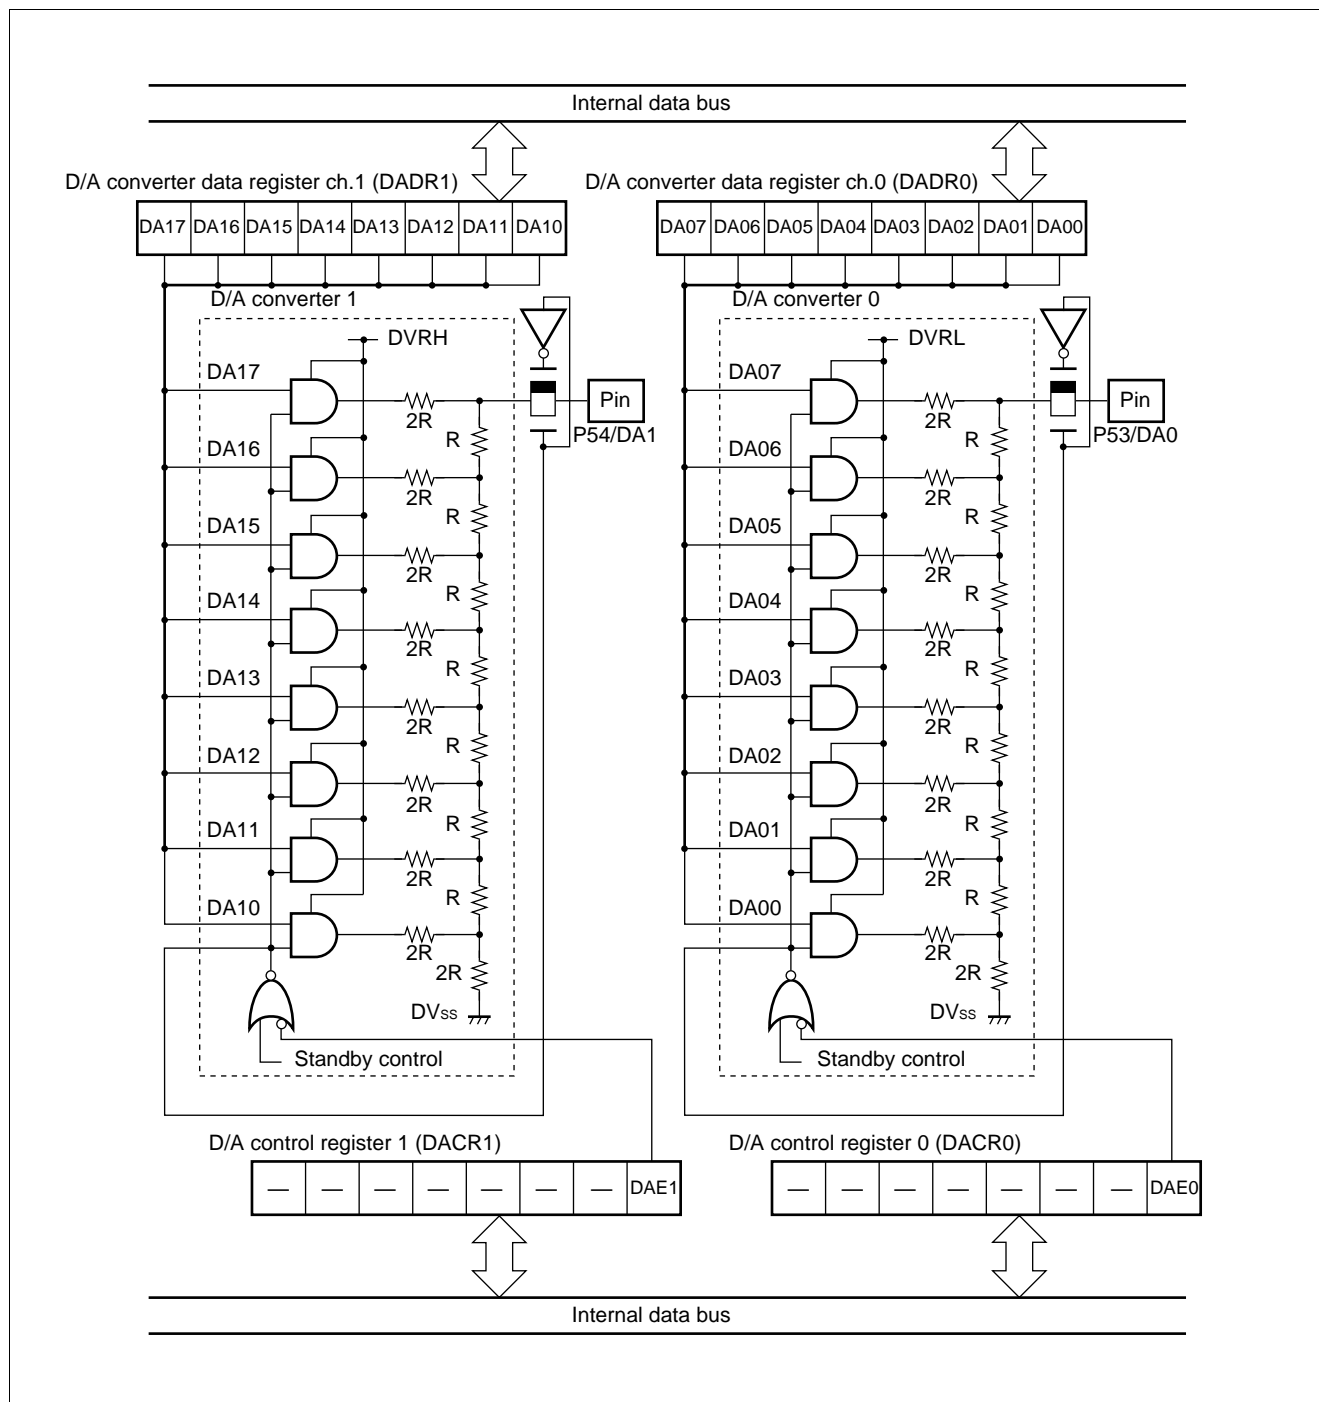 Internal data bus
D/A converter data register ch.1 (DADR1)
D/A converter data register ch.0 (DADR0)
DA17 DA16 DA15 DA14 DA13 DA12 DA11 DA10
DA07 DA06 DA05 DA04 DA03 DA02 DA01 DA00
D/A converter 1
DVRH
DA17
2R
R
Pin
P54/DA1
DA16
2R
R
DA15
2R
R
DA14
2R
R
DA13
2R
R
DA12
2R
R
DA11
2R
R
DA10
2R
2R
DVss
Standby control
D/A converter 0
DVRL
DA07
2R
R
Pin
P53/DA0
DA06
2R
R
DA05
2R
R
DA04
2R
R
DA03
2R
R
DA02
2R
R
DA01
2R
R
DA00
2R
2R
DVss
Standby control
D/A control register 1 (DACR1)
— — — — — — — DAE1
D/A control register 0 (DACR0)
— — — — — — — DAE0
Internal data bus